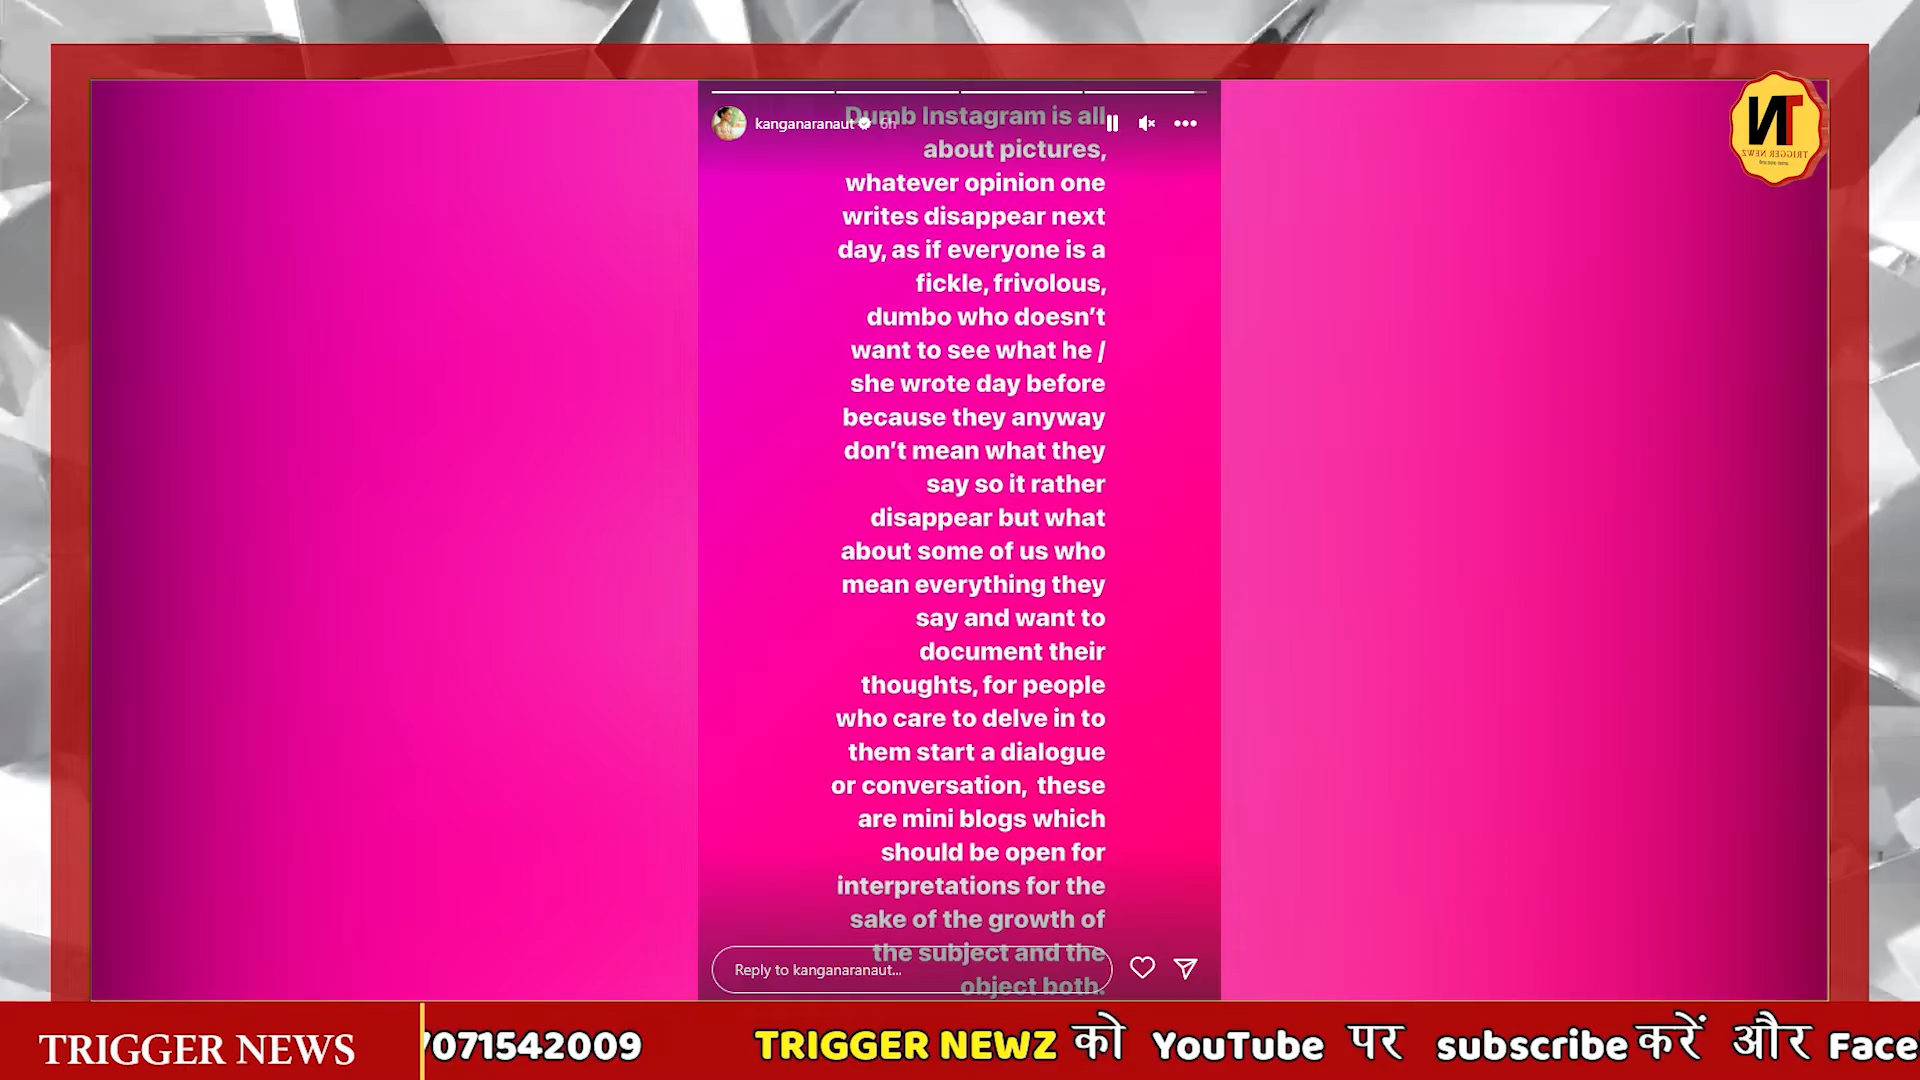 kanganaranaut 6h
Dumb Instagram is all
about pictures,
whatever opinion one
writes disappear next
day, as if everyone is a
fickle, frivolous,
dumbo who doesn’t
want to see what he /
she wrote day before
because they anyway
don’t mean what they
say so it rather
disappear but what
about some of us who
mean everything they
say and want to
document their
thoughts, for people
who care to delve in to
them start a dialogue
or conversation, these
are mini blogs which
should be open for
interpretations for the
sake of the growth of
the subject and the
object both.
Reply to kanganaranaut...
NT
TRIGGER NEWZ
TRIGGER NEWS
7071542009 TRIGGER NEWZ को YouTube पर subscribe करें और Face